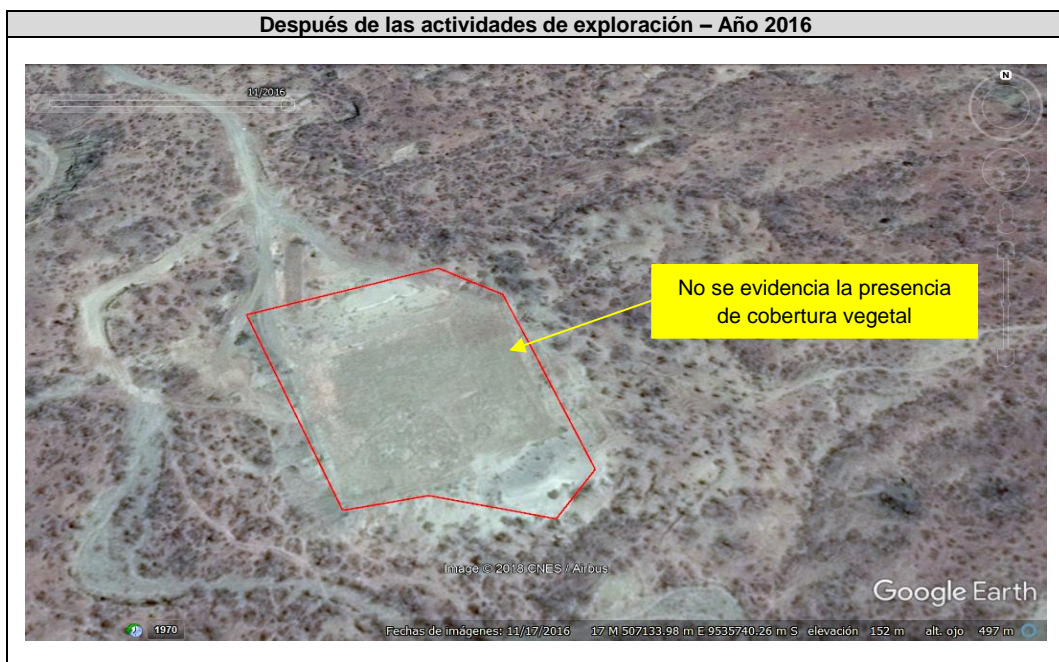 Después de las actividades de exploración – Año 2016
11/2016
N
No se evidencia la presencia
de cobertura vegetal
Image © 2018 CNES / Airbus
Google Earth
1970
Fechas de imágenes: 11/17/2016 17 M 507133.98 m E 9535740.26 m S elevación 152 m alt. ojo 497 m